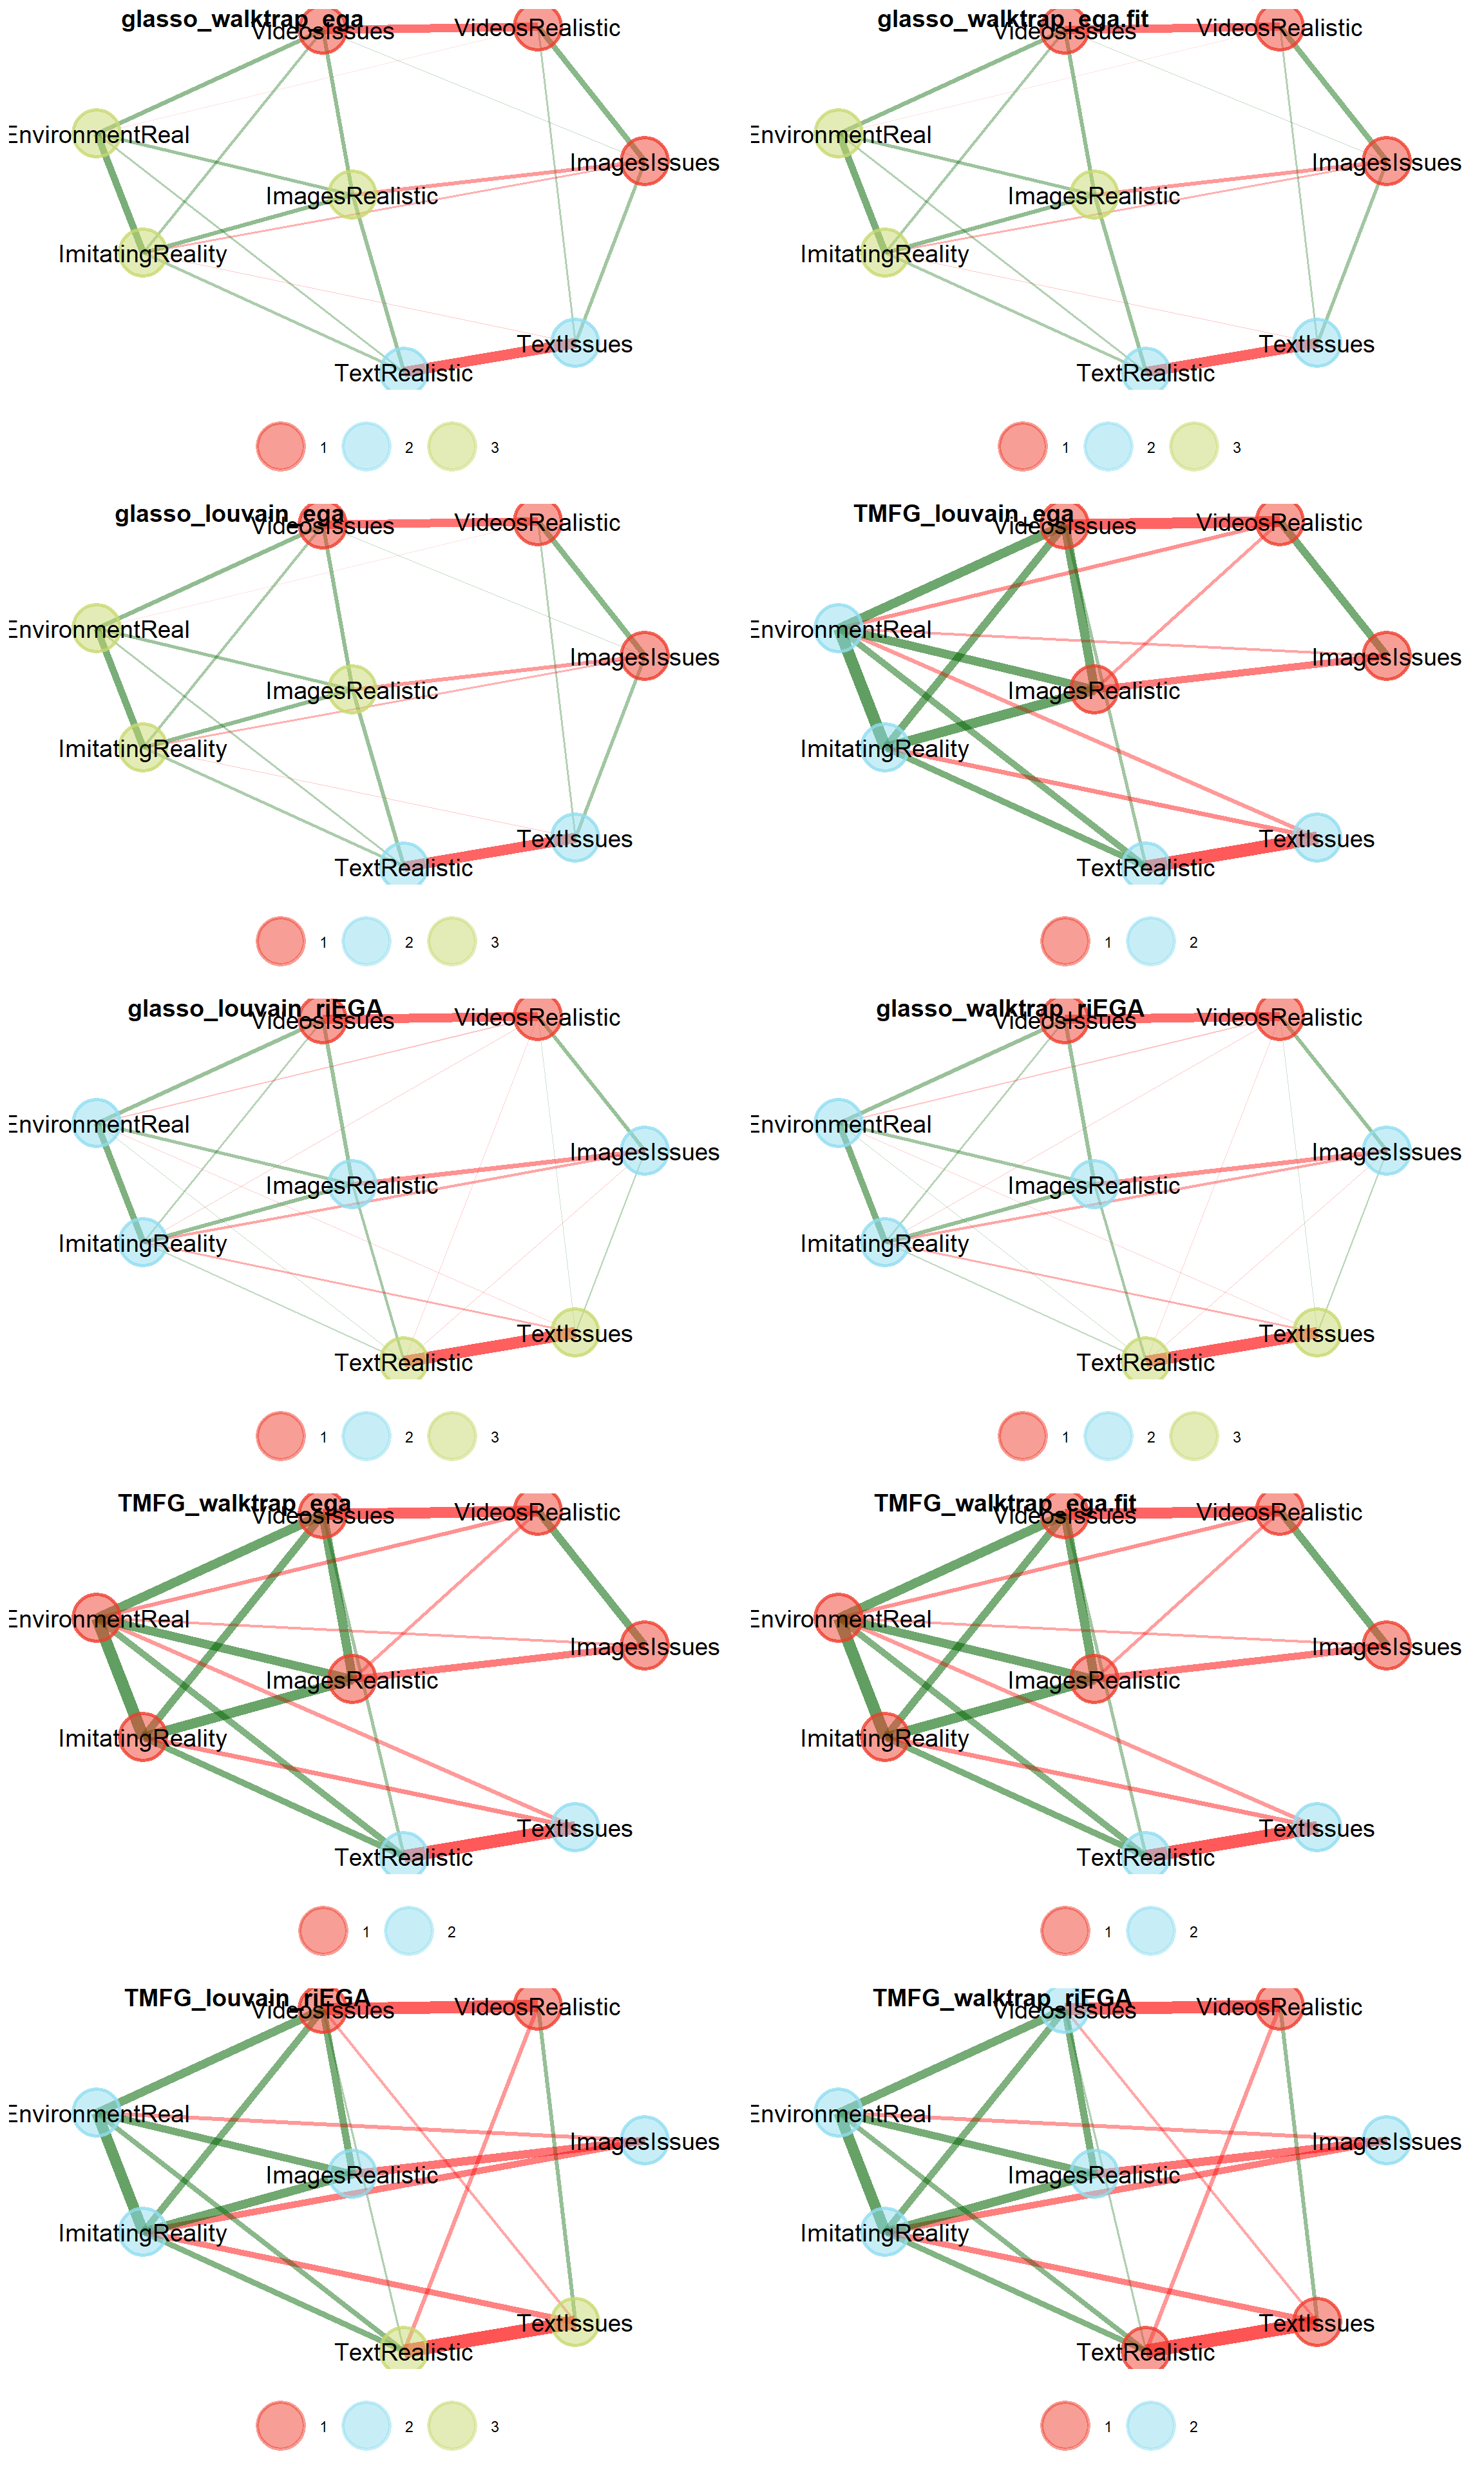 glasso_walktrap_ega
VideosIssues
VideosRealistic
EnvironmentReal
ImagesIssues
ImagesRealistic
ImitatingReality
TextIssues
TextRealistic
1 2 3
glasso_walktrap_ega.fit
VideosIssues
VideosRealistic
EnvironmentReal
ImagesIssues
ImagesRealistic
ImitatingReality
TextIssues
TextRealistic
1 2 3
glasso_louvain_ega
VideosIssues
VideosRealistic
EnvironmentReal
ImagesIssues
ImagesRealistic
ImitatingReality
TextIssues
TextRealistic
1 2 3
TMFG_louvain_ega
VideosIssues
VideosRealistic
EnvironmentReal
ImagesIssues
ImagesRealistic
ImitatingReality
TextIssues
TextRealistic
1 2
glasso_louvain_riEGA
VideosIssues
VideosRealistic
EnvironmentReal
ImagesIssues
ImagesRealistic
ImitatingReality
TextIssues
TextRealistic
1 2 3
glasso_walktrap_riEGA
VideosIssues
VideosRealistic
EnvironmentReal
ImagesIssues
ImagesRealistic
ImitatingReality
TextIssues
TextRealistic
1 2 3
TMFG_walktrap_ega
VideosIssues
VideosRealistic
EnvironmentReal
ImagesIssues
ImagesRealistic
ImitatingReality
TextIssues
TextRealistic
1 2
TMFG_walktrap_ega.fit
VideosIssues
VideosRealistic
EnvironmentReal
ImagesIssues
ImagesRealistic
ImitatingReality
TextIssues
TextRealistic
1 2
TMFG_louvain_riEGA
VideosIssues
VideosRealistic
EnvironmentReal
ImagesIssues
ImagesRealistic
ImitatingReality
TextIssues
TextRealistic
1 2 3
TMFG_walktrap_riEGA
VideosIssues
VideosRealistic
EnvironmentReal
ImagesIssues
ImagesRealistic
ImitatingReality
TextIssues
TextRealistic
1 2